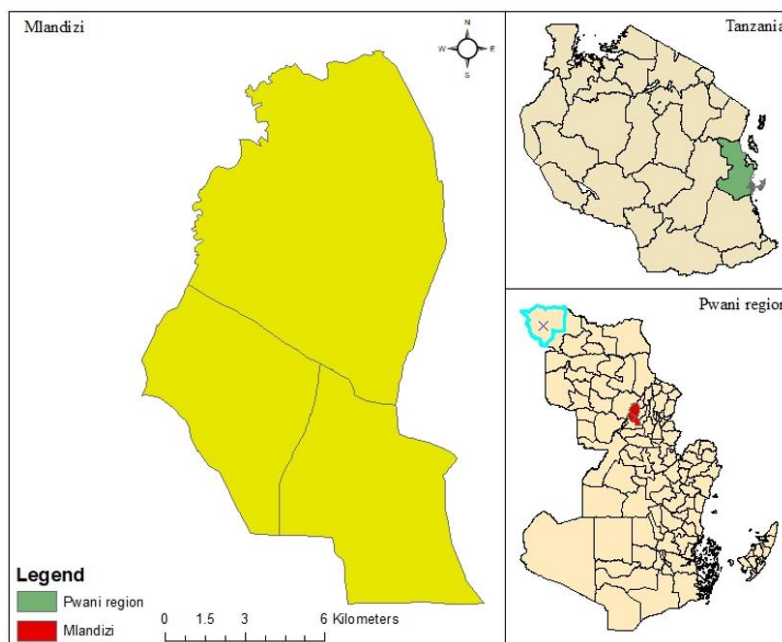 Mlandizi
N
W E
S
Tanzania
Pwani region
Legend
Pwani region
Mlandizi
0 1.5 3 6 Kilometers